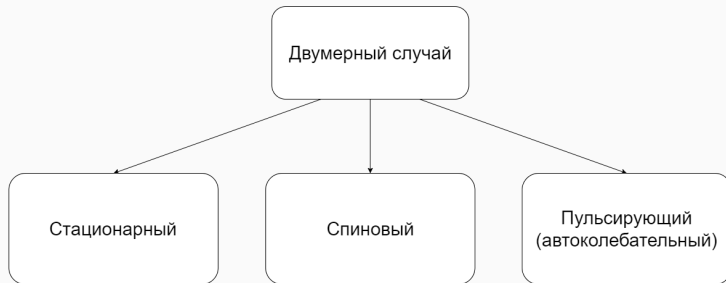 Двумерный случай
Стационарный
Спиновый
Пульсирующий
(автоколебательный)